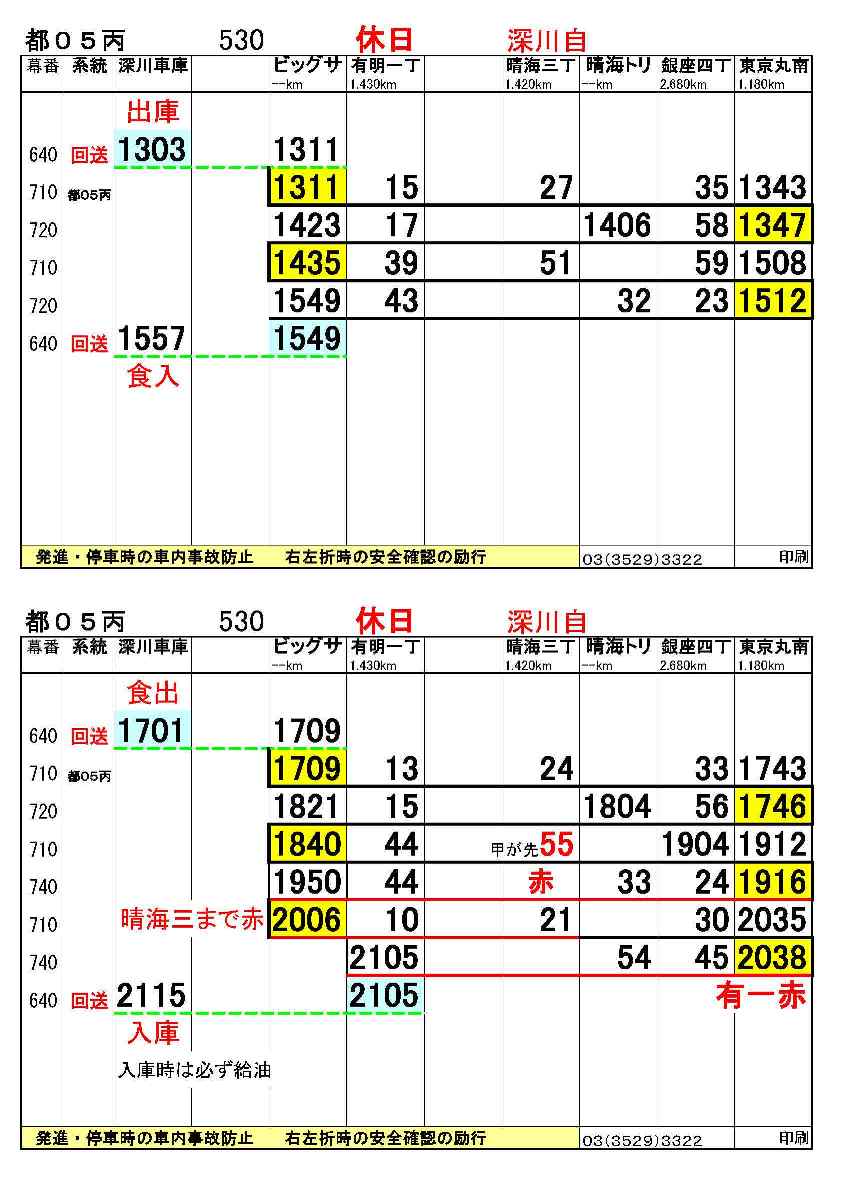 都０５丙 530 休日 深川自
幕番 系統 深川車庫 ビッグサ 有明一丁 晴海三丁 晴海トリ 銀座四丁 東京丸南
--km 1.430km 1.420km --km 2.680km 1.180km
出庫
640 回送 1303 1311
710 都０５丙 1311 15 27 35 1343
720 1423 17 1406 58 1347
710 1435 39 51 59 1508
720 1549 43 32 23 1512
640 回送 1557 1549
食入
発進・停車時の車内事故防止 右左折時の安全確認の励行 03(3529)3322 印刷
都０５丙 530 休日 深川自
幕番 系統 深川車庫 ビッグサ 有明一丁 晴海三丁 晴海トリ 銀座四丁 東京丸南
--km 1.430km 1.420km --km 2.680km 1.180km
食出
640 回送 1701 1709
710 都０５丙 1709 13 24 33 1743
720 1821 15 1804 56 1746
710 1840 44 甲が先55 1904 1912
740 1950 44 赤 33 24 1916
710 晴海三まで赤 2006 10 21 30 2035
740 2105 54 45 2038
640 回送 2115 2105 有一赤
入庫
入庫時は必ず給油
発進・停車時の車内事故防止 右左折時の安全確認の励行 03(3529)3322 印刷